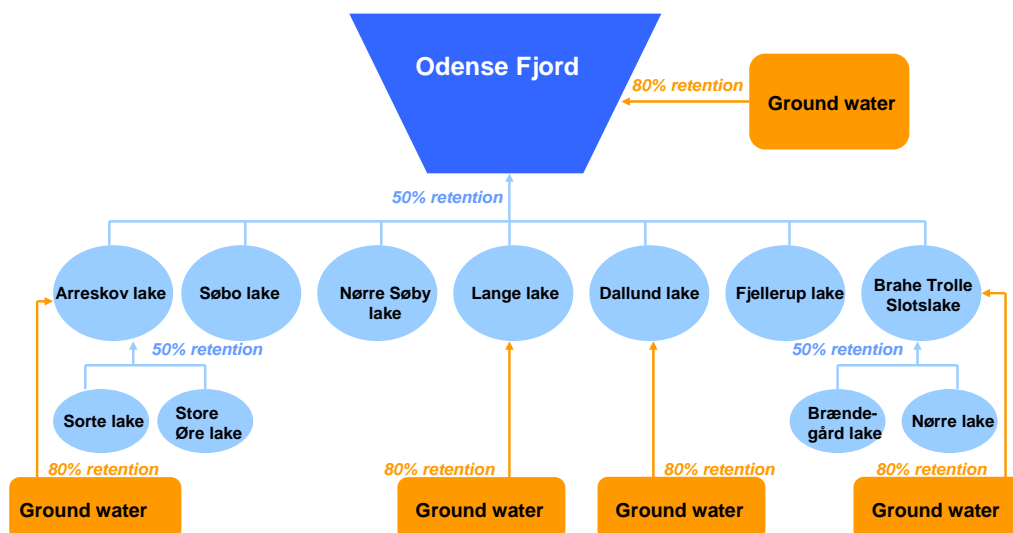 Odense Fjord
80% retention
Ground water
50% retention
Arreskov lake
Søbo lake
Nørre Søby
lake
Lange lake
Dallund lake
Fjellerup lake
Brahe Trolle
Slotslake
50% retention
50% retention
Sorte lake
Store
Øre lake
Brænde-
gård lake
Nørre lake
80% retention
80% retention
80% retention
80% retention
Ground water
Ground water
Ground water
Ground water